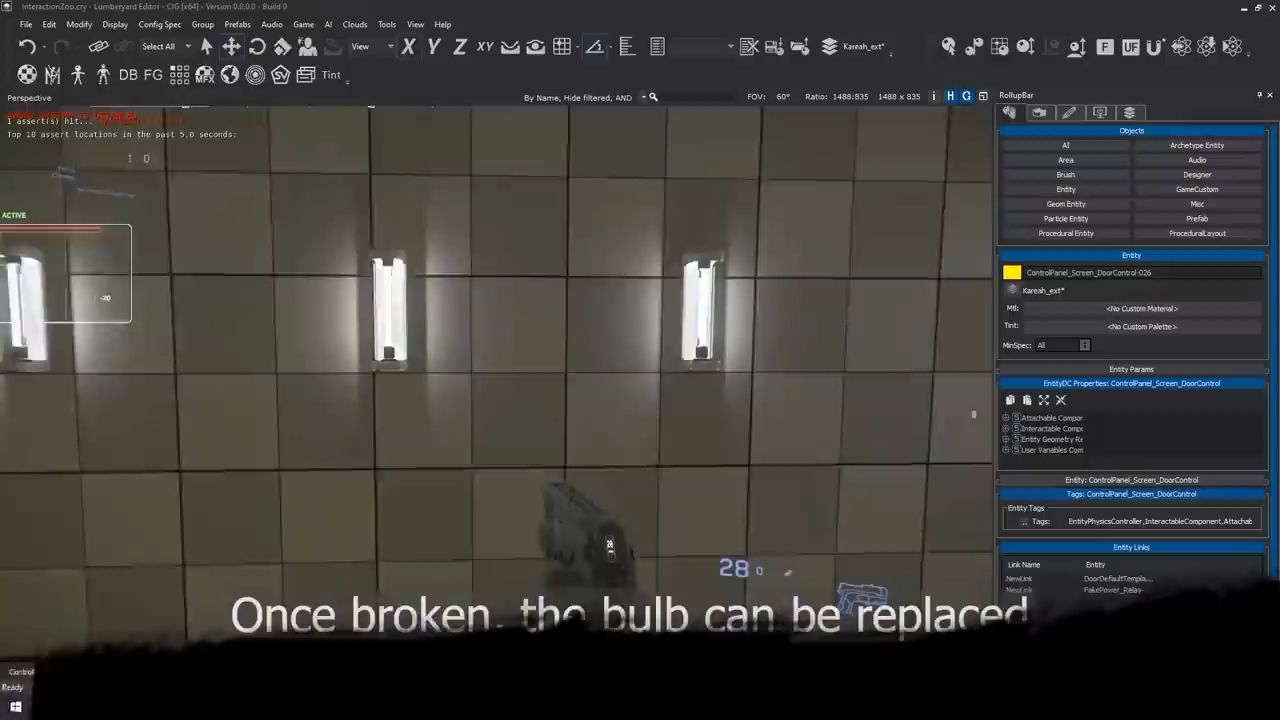 InteractionZoo.cry - Lumberyard Editor - CIG [x64] - Version 0.0.0.0 - Build 0
File Edit Modify Display Config Spec Group Prefabs Audio Game AI Clouds Tools View Help
Select All View X Y Z XY Kareah_ext* F UF
DB FG MFX SV Tint
Perspective By Name, Hide filtered, AND FOV: 60° Ratio: 1488:835 1488 x 835 i H G
1 assert(s) hit...
Top 10 assert locations in the past 5.0 seconds:
ACTIVE
-20
28
28 0
Once broken, the bulb can be replaced
Control
Ready
RollupBar
Objects
AI Archetype Entity
Area Audio
Brush Designer
Entity GameCustom
Geom Entity Misc
Particle Entity Prefab
Procedural Entity ProceduralLayout
Entity
ControlPanel_Screen_DoorControl-026
Kareah_ext*
Mtl: <No Custom Material>
Tint: <No Custom Palette>
MinSpec: All
Entity Params
EntityDC Properties: ControlPanel_Screen_DoorControl
Attachable Compor
Interactable Compo
Entity Geometry Re
User Variables Com
Entity: ControlPanel_Screen_DoorControl
Tags: ControlPanel_Screen_DoorControl
Entity Tags
.. Tags: EntityPhysicsController,InteractableComponent,Attachab
Entity Links
Link Name Entity
NewLink DoorDefaultTempla...
NewLink FakePower_Relay-